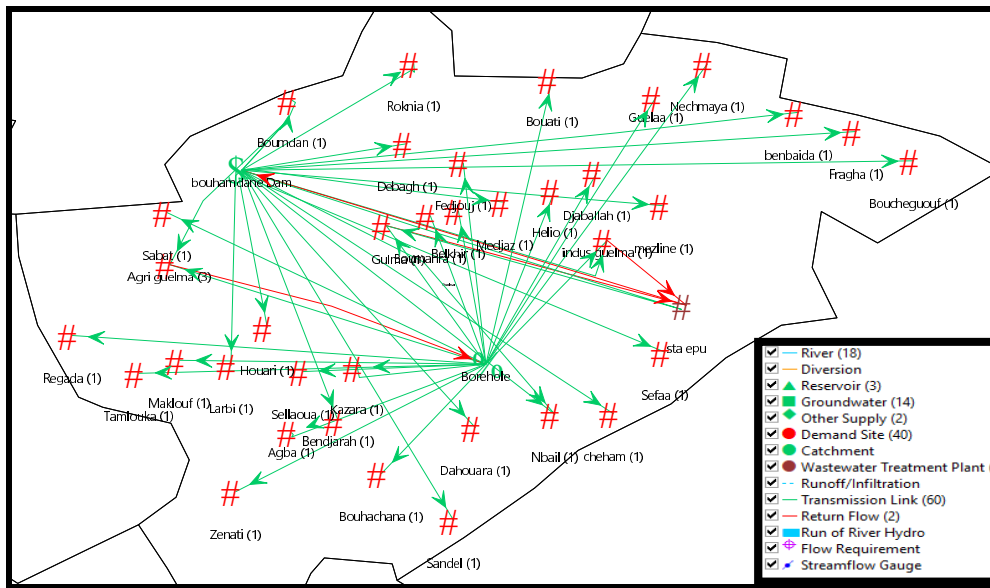 Roknia (1)
Nechmaya (1)
Guelaa (1)
Bouati (1)
Boumdan (1)
benbaida (1)
Fragha (1)
bouhamdane Dam
Debagh (1)
Boucheguouf (1)
Fedjouj (1)
Djaballah (1)
Helio (1)
Medjaz (1)
mezline (1)
Sabat (1)
Belkhir (1)
iindus guelma (1)
Agri guelma (3)
sta epu
Houari (1)
Borehole
Regada (1)
Sefaa (1)
Maklouf (1)
Larbi (1)
Tamlouka (1)
Sellaoua (1)
Kazara (1)
Bendjarah (1)
Agba (1)
Nbail (1)
cheham (1)
Dahouara (1)
Bouhachana (1)
Zenati (1)
Sandel (1)
River (18)
Diversion
Reservoir (3)
Groundwater (14)
Other Supply (2)
Demand Site (40)
Catchment
Wastewater Treatment Plant (
Runoff/Infiltration
Transmission Link (60)
Return Flow (2)
Run of River Hydro
Flow Requirement
Streamflow Gauge